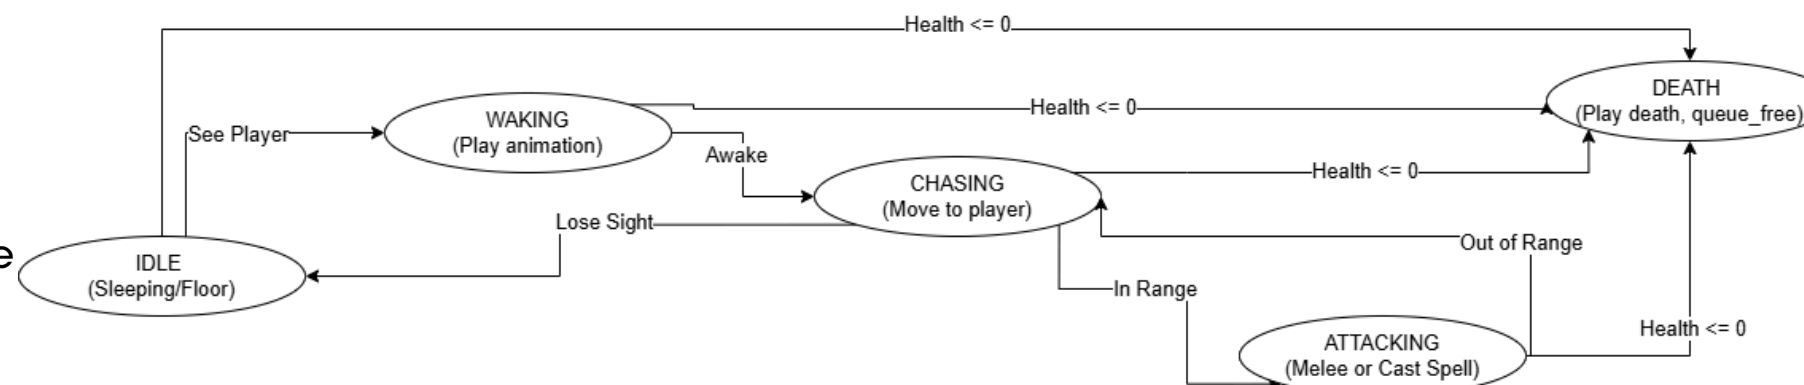 Health <= 0
DEATH
(Play death, queue_free)
WAKING
(Play animation)
Health <= 0
See Player
Awake
CHASING
(Move to player)
Health <= 0
Lose Sight
Out of Range
e
IDLE
(Sleeping/Floor)
In Range
ATTACKING
(Melee or Cast Spell)
Health <= 0